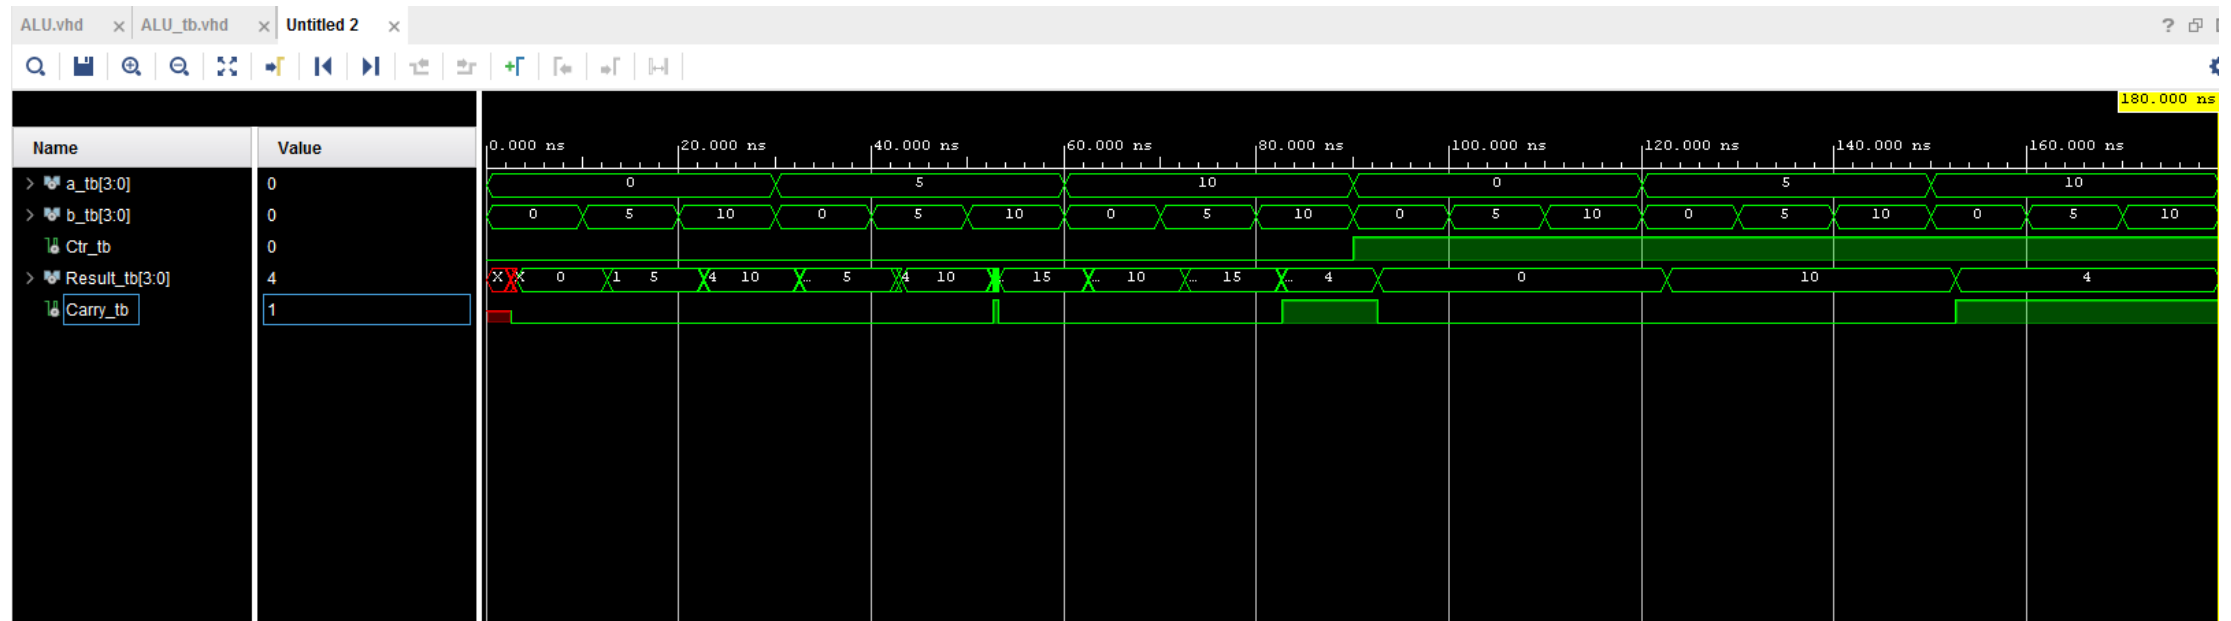 ALU.vhd × ALU_tb.vhd × Untitled 2 ×
?
180.000 ns
Name Value
0.000 ns 20.000 ns 40.000 ns 60.000 ns 80.000 ns 100.000 ns 120.000 ns 140.000 ns 160.000 ns
a_tb[3:0] 0 0 5 10 0 5 10
b_tb[3:0] 0 0 5 10 0 5 10 0 5 10 0 5 10 0 5 10 0 5 10
Ctr_tb 0
Result_tb[3:0] 4 X X 0 1 5 4 10 ... 5 4 10 15 10 ... 15 4 0 10 4
Carry_tb 1